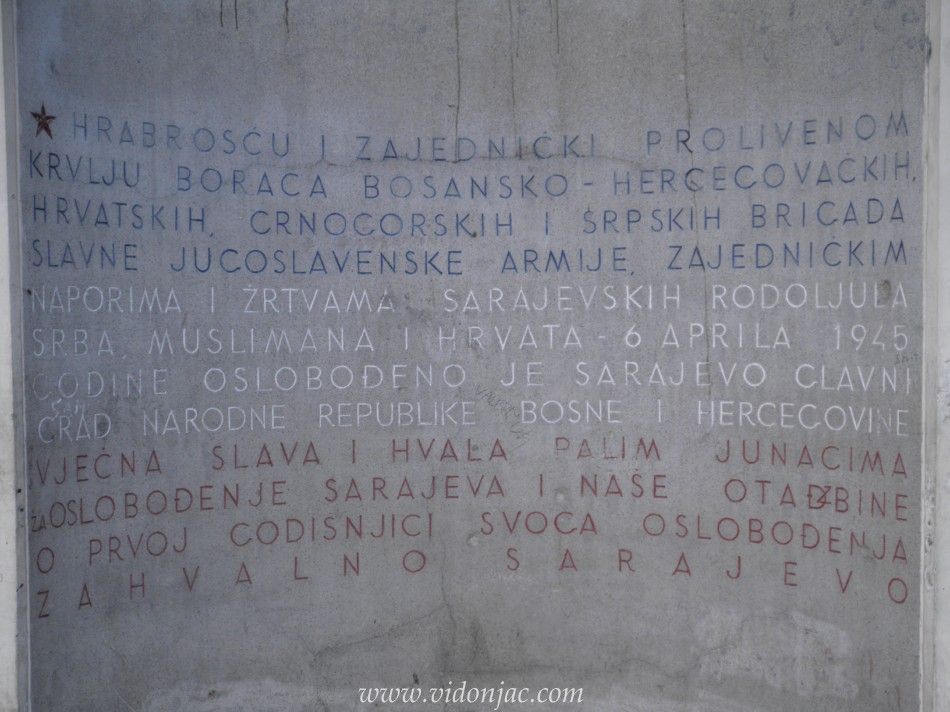 HRABROŠĆU I ZAJEDNIČKI PROLIVENOM
KRVLJU BORACA BOSANSKO-HERCEGOVAČKIH,
HRVATSKIH, CRNOGORSKIH I SRPSKIH BRIGADA
SLAVNE JUGOSLAVENSKE ARMIJE, ZAJEDNIČKIM
NAPORIMA I ŽRTVAMA SARAJEVSKIH RODOLJUBA
SRBA, MUSLIMANA I HRVATA - 6 APRILA 1945
GODINE OSLOBOĐENO JE SARAJEVO GLAVNI
GRAD NARODNE REPUBLIKE BOSNE I HERCEGOVINE
VJEČNA SLAVA I HVALA PALIM JUNACIMA
ZA OSLOBOĐENJE SARAJEVA I NAŠE OTADŽBINE
O PRVOJ GODIŠNJICI SVOGA OSLOBOĐENJA
ZAHVALNO SARAJEVO
www.vidonjac.com